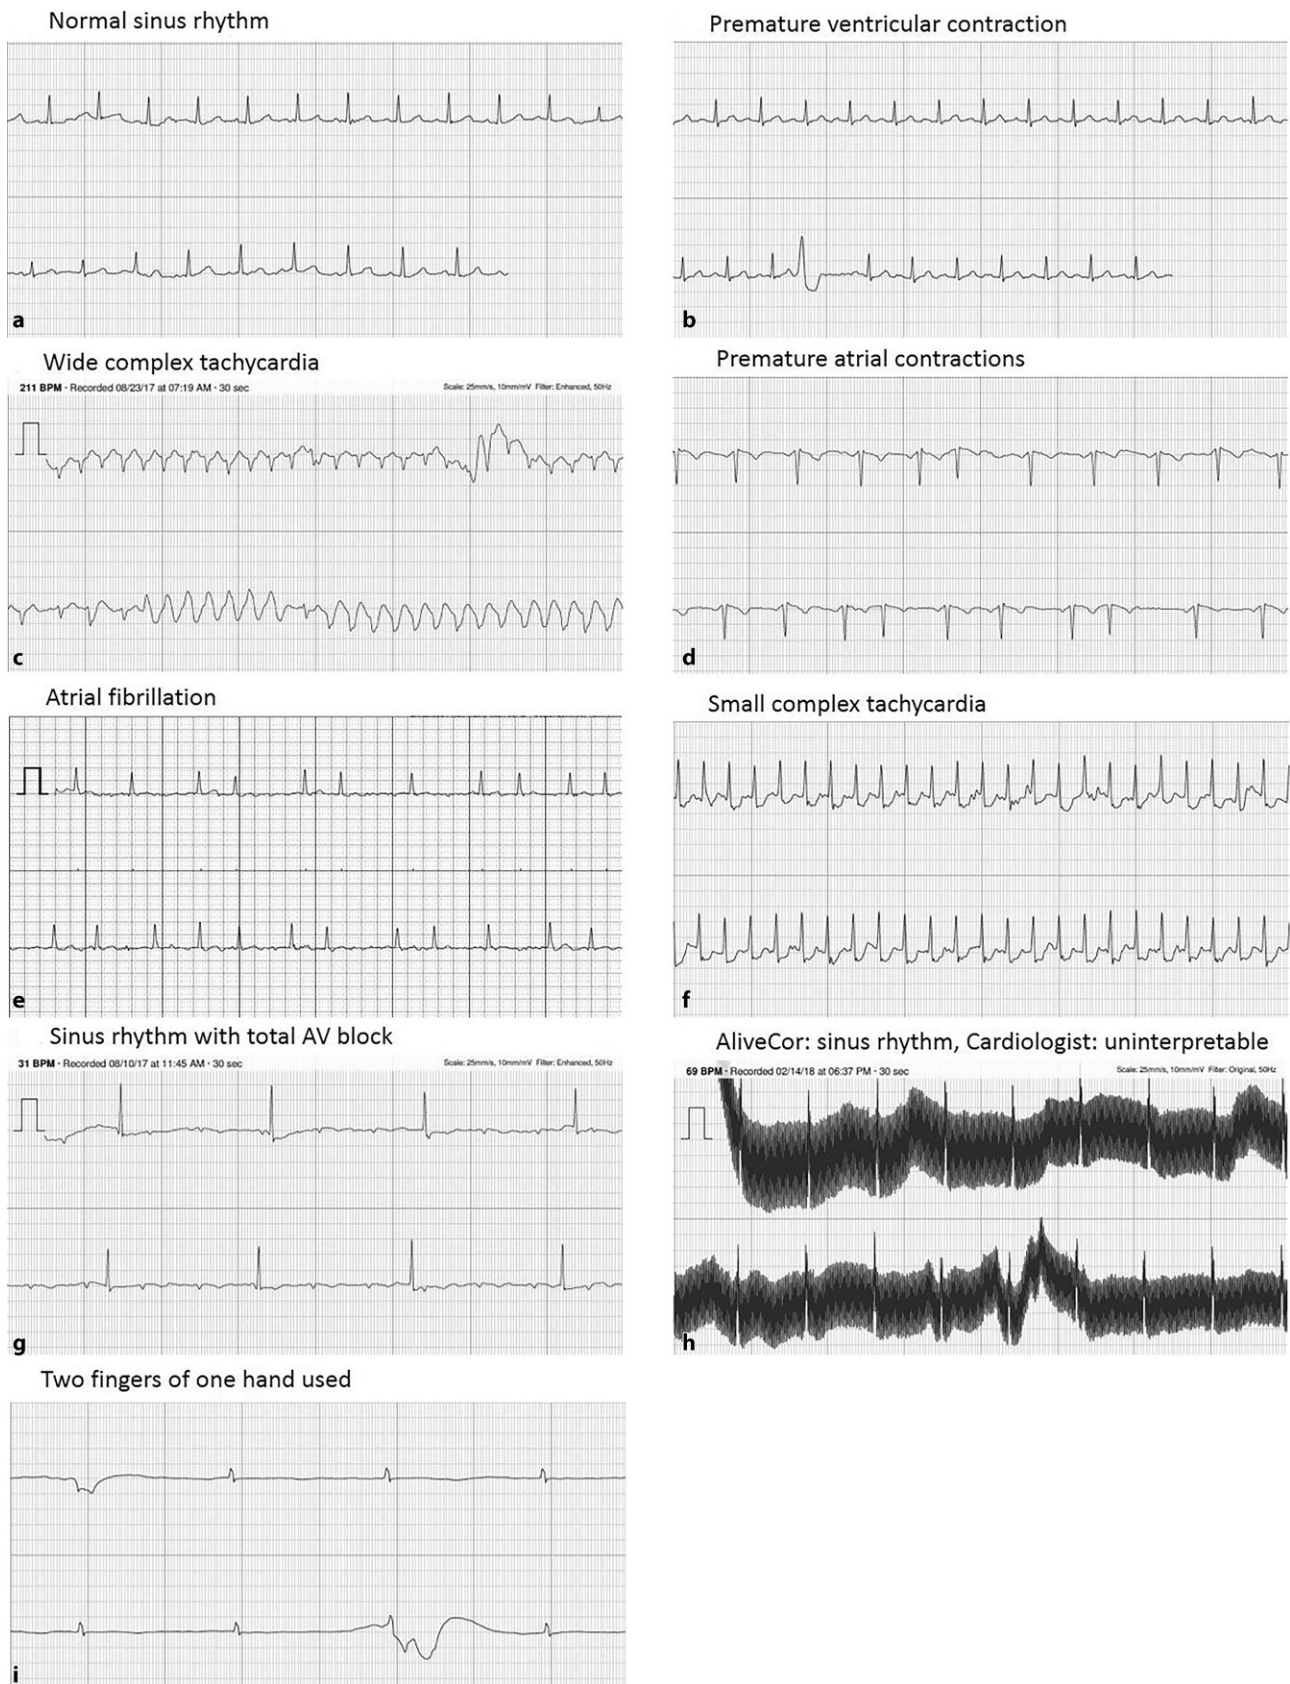 Normal sinus rhythm
Premature ventricular contraction
a
b
Wide complex tachycardia
Premature atrial contractions
211 BPM · Recorded 08/23/17 at 07:19 AM · 30 sec
Scale: 25mm/s, 10mm/mV Filter: Enhanced, 50Hz
c
d
Atrial fibrillation
Small complex tachycardia
e
f
Sinus rhythm with total AV block
AliveCor: sinus rhythm, Cardiologist: uninterpretable
31 BPM · Recorded 08/10/17 at 11:45 AM · 30 sec
Scale: 25mm/s, 10mm/mV Filter: Enhanced, 50Hz
69 BPM · Recorded 02/14/18 at 06:37 PM · 30 sec
Scale: 25mm/s, 10mm/mV Filter: Original, 50Hz
g
h
Two fingers of one hand used
i